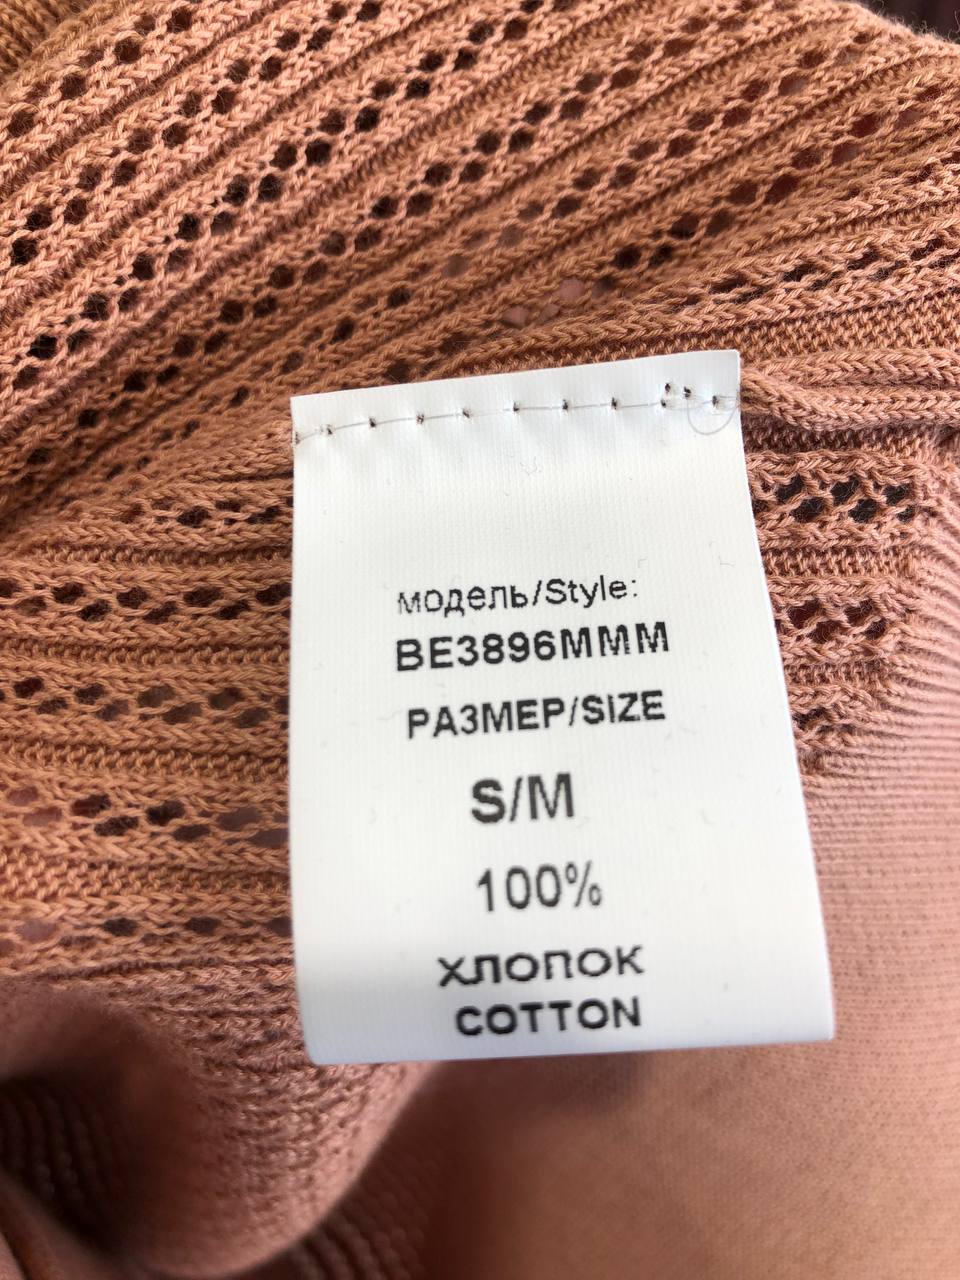 модель/Style:
BE3896MMM
РАЗМЕР/SIZE
S/M
100%
ХЛОПОК
COTTON